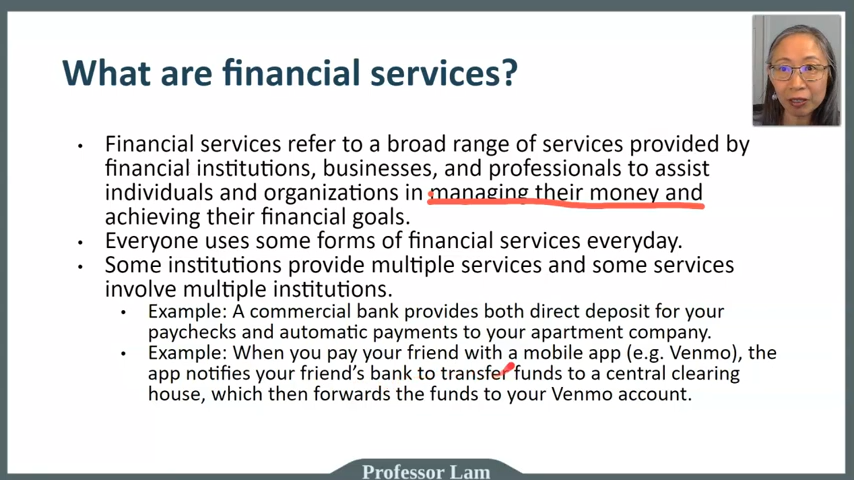 What are financial services?
• Financial services refer to a broad range of services provided by
financial institutions, businesses, and professionals to assist
individuals and organizations in managing their money and
achieving their financial goals.
• Everyone uses some forms of financial services everyday.
• Some institutions provide multiple services and some services
involve multiple institutions.
• Example: A commercial bank provides both direct deposit for your
paychecks and automatic payments to your apartment company.
• Example: When you pay your friend with a mobile app (e.g. Venmo), the
app notifies your friend's bank to transfer funds to a central clearing
house, which then forwards the funds to your Venmo account.
Professor Lam